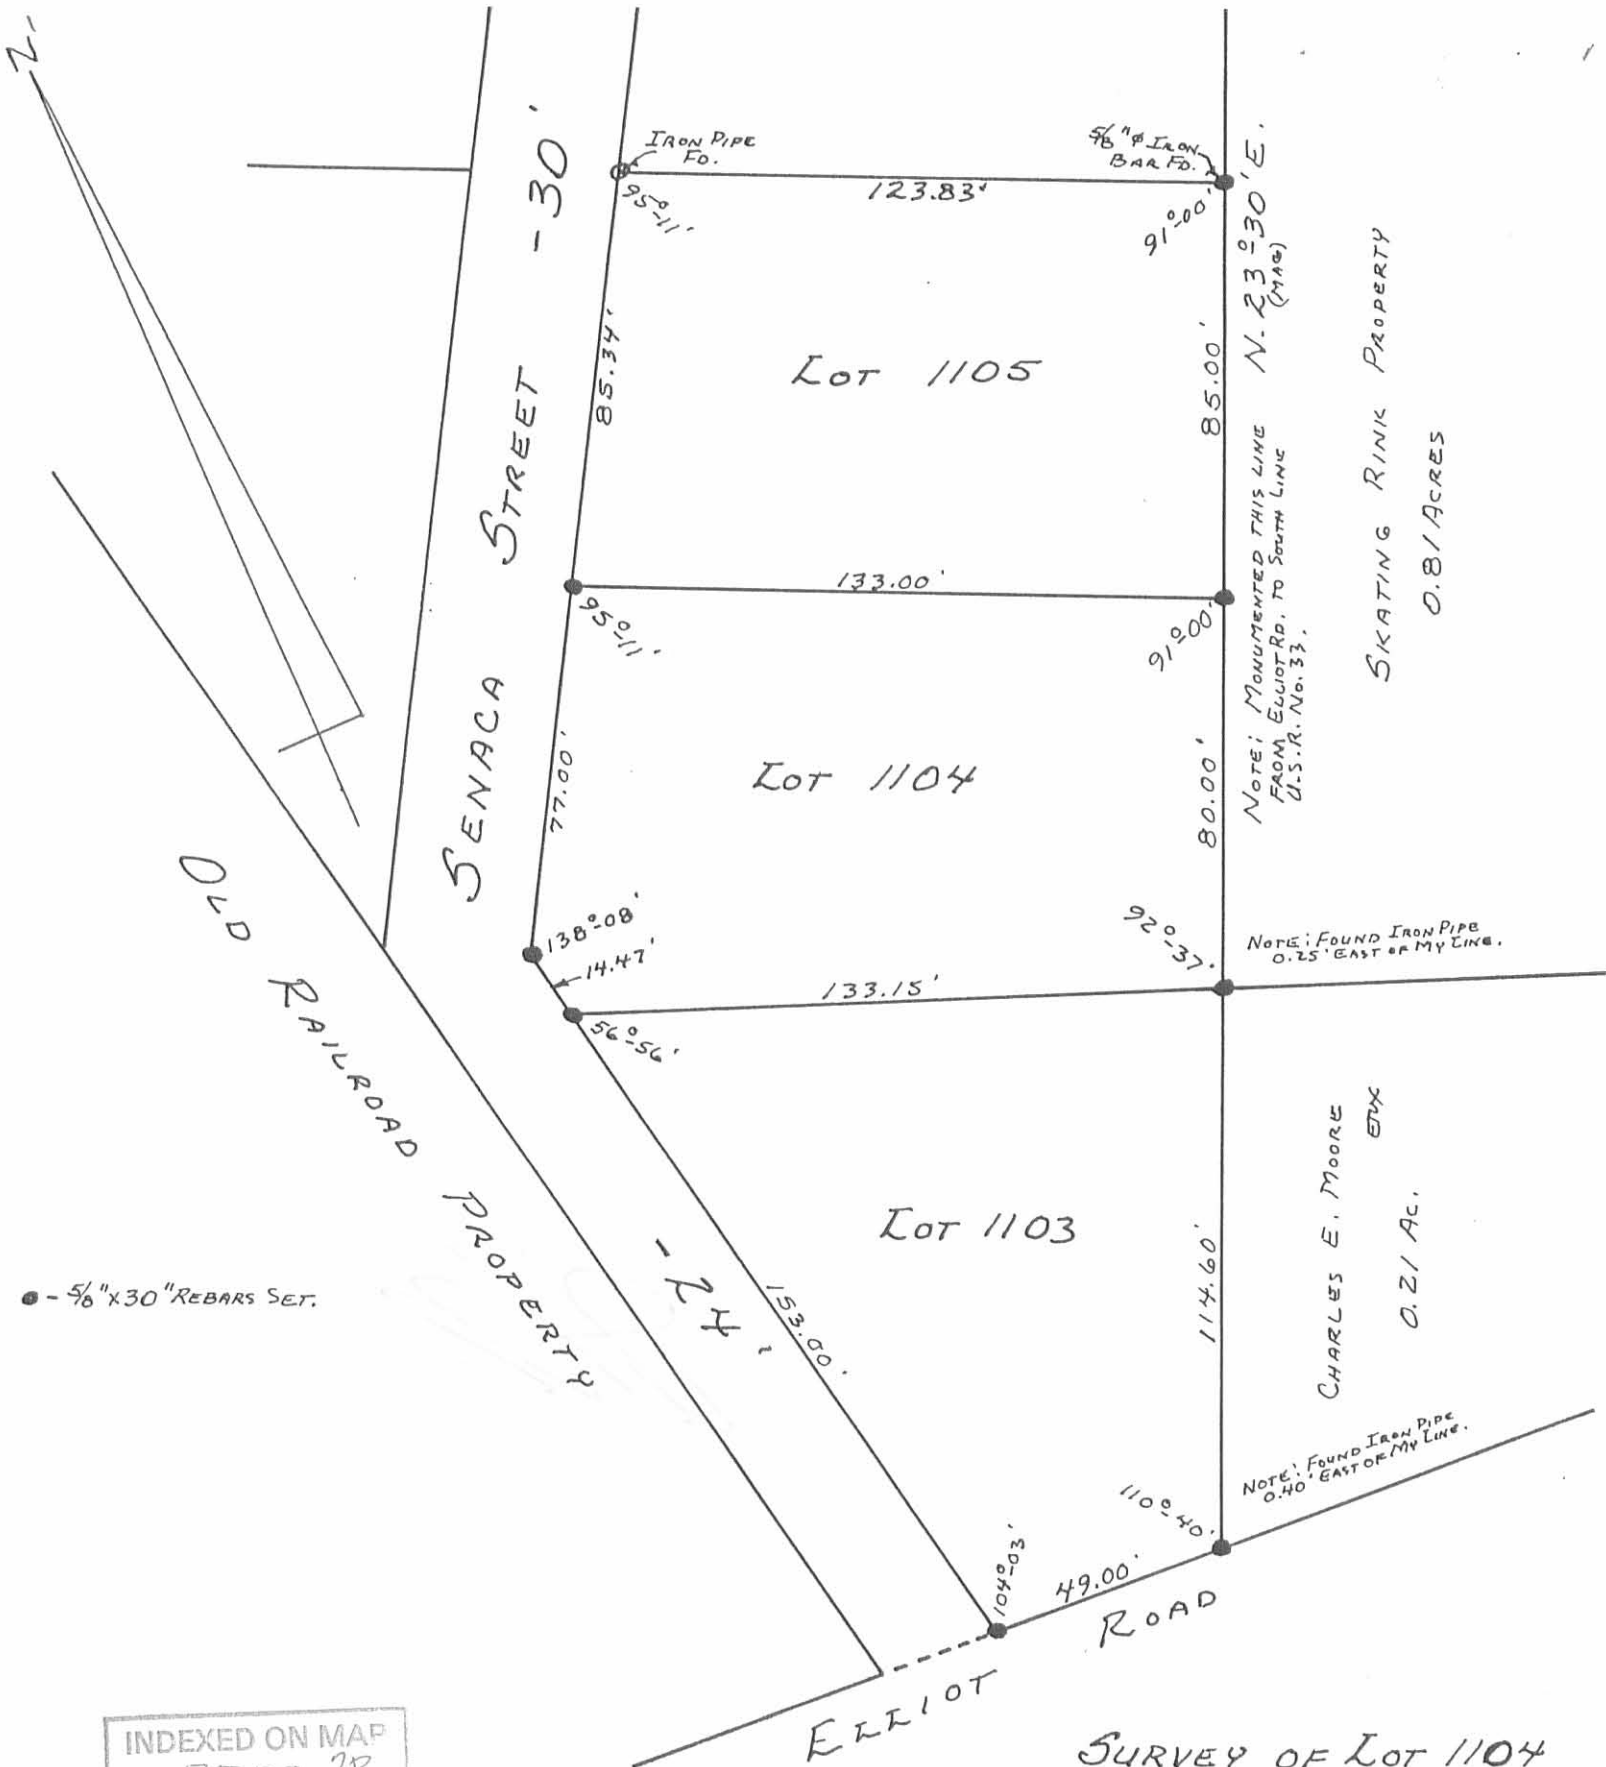 N
IRON PIPE
FD.
5/8"ø IRON
BAR FD.
123.83'
95°-11'
91°-00'
N. 23°-30' E.
(MAG)
SENACA STREET -30'
85.34'
LOT 1105
85.00'
SKATING RINK PROPERTY
0.81 ACRES
NOTE: MONUMENTED THIS LINE
FROM ELLIOT RD. TO SOUTH LINE
U.S.R. No. 33.
133.00'
95°-11'
91°-00'
77.00'
LOT 1104
80.00'
138°-08'
14.47'
92°-37'
NOTE: FOUND IRON PIPE
0.25' EAST OF MY LINE.
133.15'
56°-56'
OLD RAILROAD PROPERTY
LOT 1103
-24'
153.00'
114.60'
CHARLES E. MOORE
ETUX
0.21 AC.
● - 5/8"X30" REBARS SET.
NOTE: FOUND IRON PIPE
0.40' EAST OF MY LINE.
110°-40'
104°-03'
49.00'
ELLIOT ROAD
INDEXED ON MAP
SURVEY OF LOT 1104